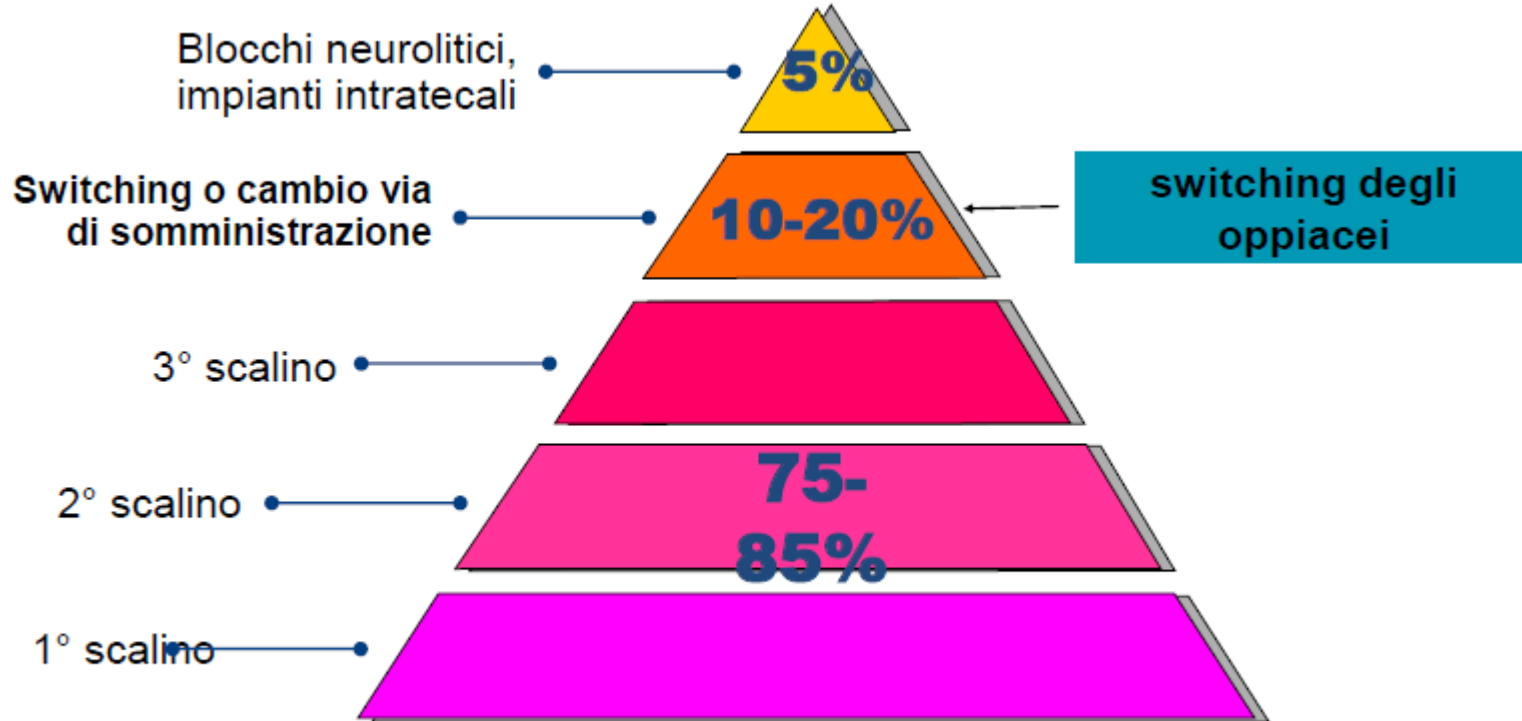 Blocchi neurolitici,
impianti intratecali
5%
Switching o cambio via
di somministrazione
10-20%
switching degli
oppiacei
3° scalino
2° scalino
75-
85%
1° scalino